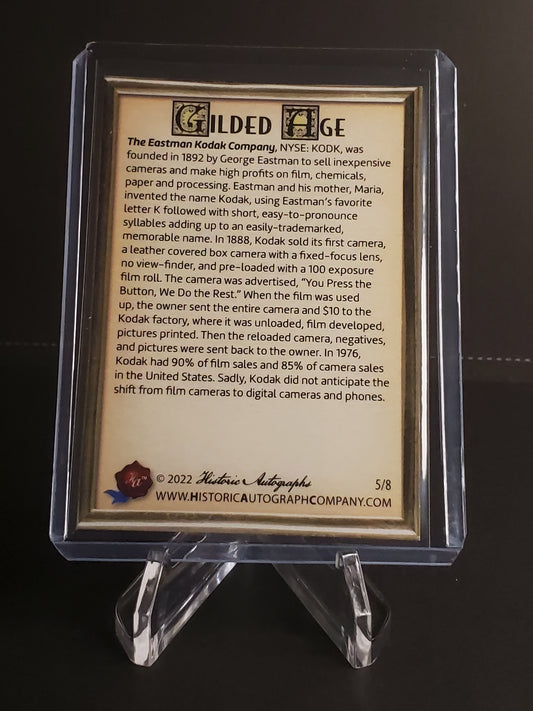 GILDED AGE
The Eastman Kodak Company, NYSE: KODK, was
founded in 1892 by George Eastman to sell inexpensive
cameras and make high profits on film, chemicals,
paper and processing. Eastman and his mother, Maria,
invented the name Kodak, using Eastman's favorite
letter K followed with short, easy-to-pronounce
syllables adding up to an easily-trademarked,
memorable name. In 1888, Kodak sold its first camera,
a leather covered box camera with a fixed-focus lens,
no view-finder, and pre-loaded with a 100 exposure
film roll. The camera was advertised, "You Press the
Button, We Do the Rest." When the film was used
up, the owner sent the entire camera and $10 to the
Kodak factory, where it was unloaded, film developed,
pictures printed. Then the reloaded camera, negatives,
and pictures were sent back to the owner. In 1976,
Kodak had 90% of film sales and 85% of camera sales
in the United States. Sadly, Kodak did not anticipate the
shift from film cameras to digital cameras and phones.
HA™ © 2022 Historic Autographs 5/8
WWW.HISTORICAUTOGRAPHCOMPANY.COM